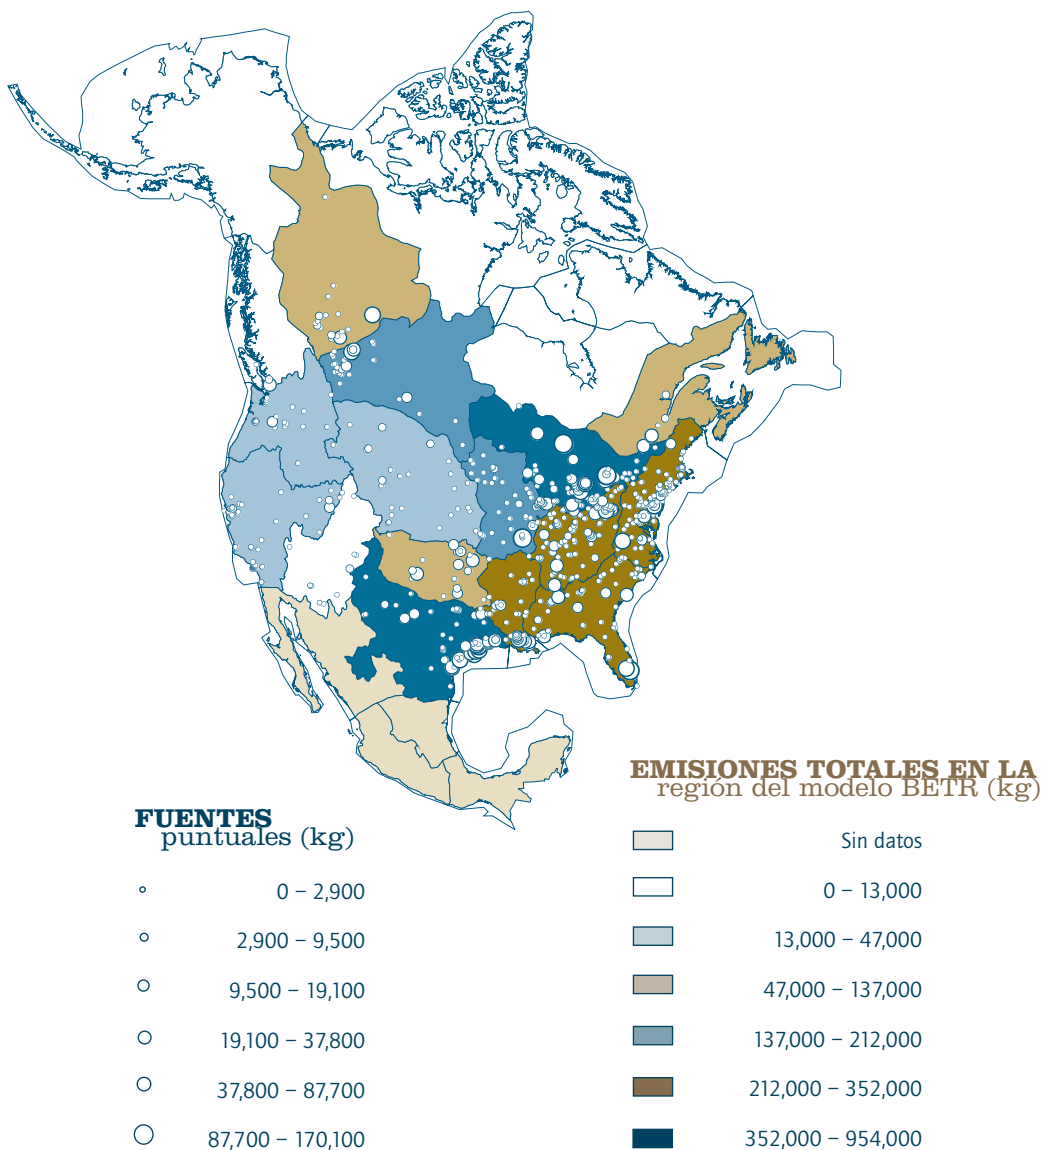 FUENTES
puntuales (kg)
0 – 2,900
2,900 – 9,500
9,500 – 19,100
19,100 – 37,800
37,800 – 87,700
87,700 – 170,100
EMISIONES TOTALES EN LA
región del modelo BETR (kg)
Sin datos
0 – 13,000
13,000 – 47,000
47,000 – 137,000
137,000 – 212,000
212,000 – 352,000
352,000 – 954,000